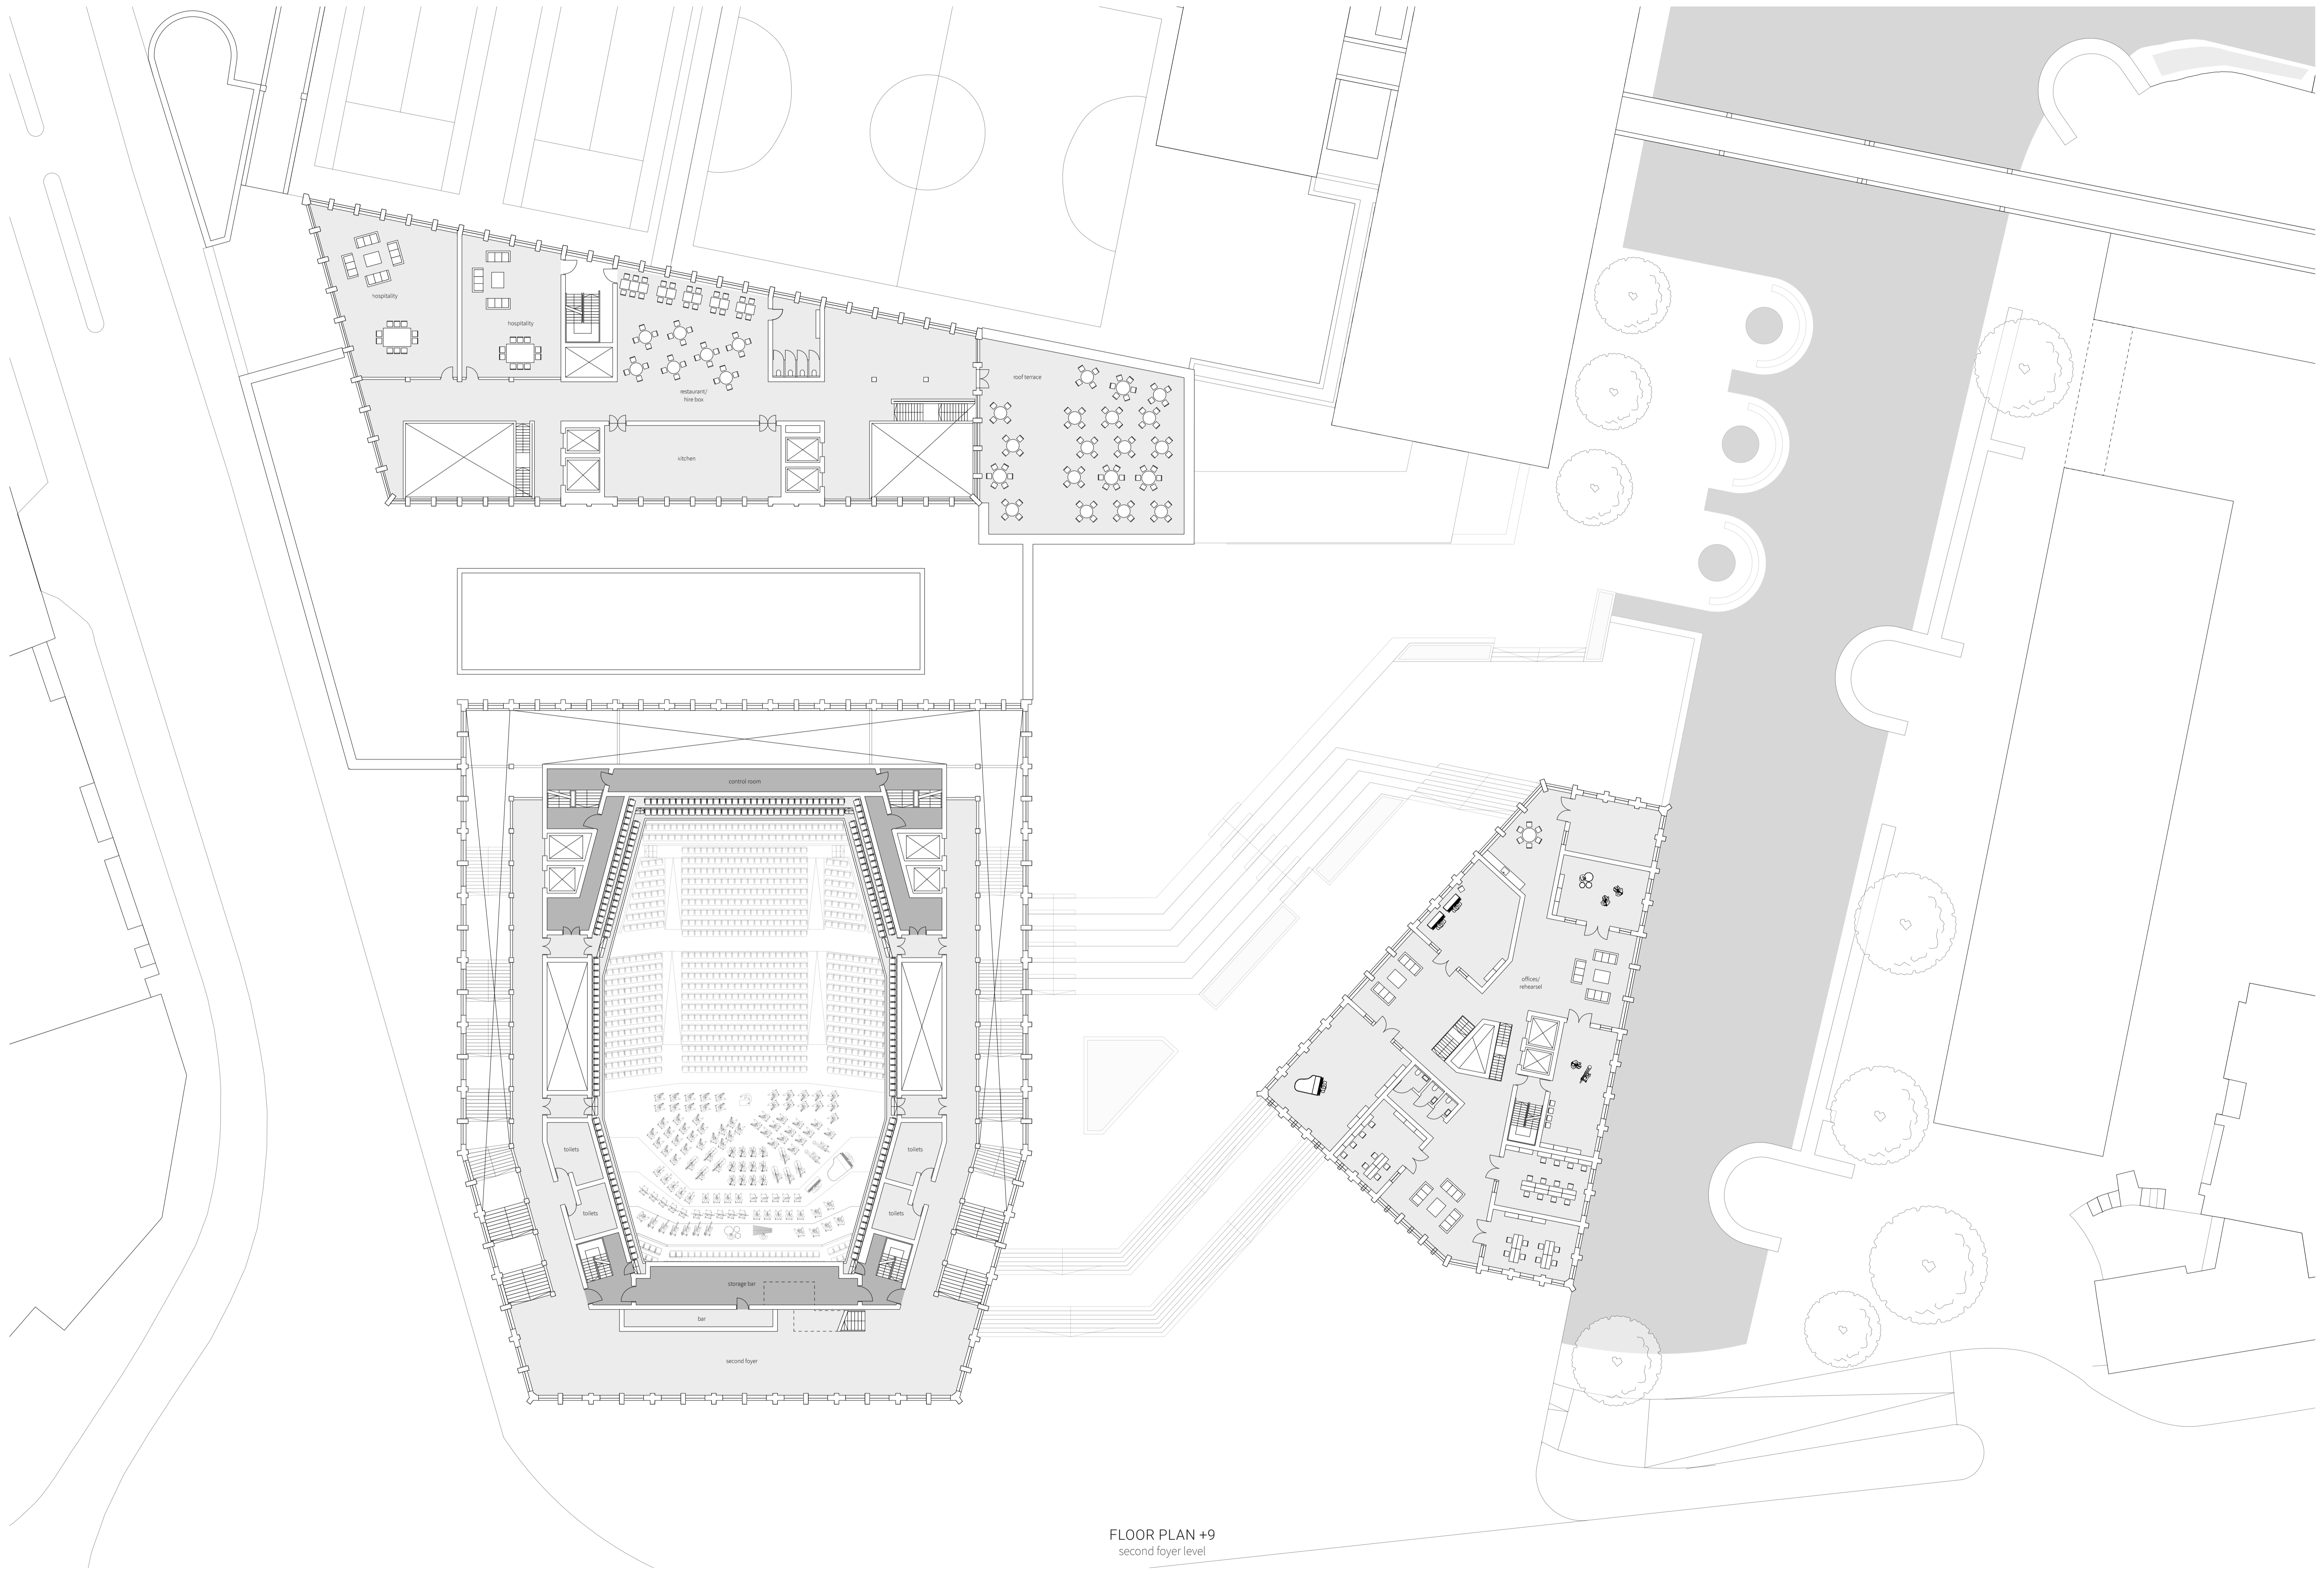 hospitality
hospitality
restaurant/
hire box
roof terrace
kitchen
control room
offices/
rehearsel
toilets
toilets
toilets
toilets
storage bar
bar
second foyer
FLOOR PLAN +9
second foyer level